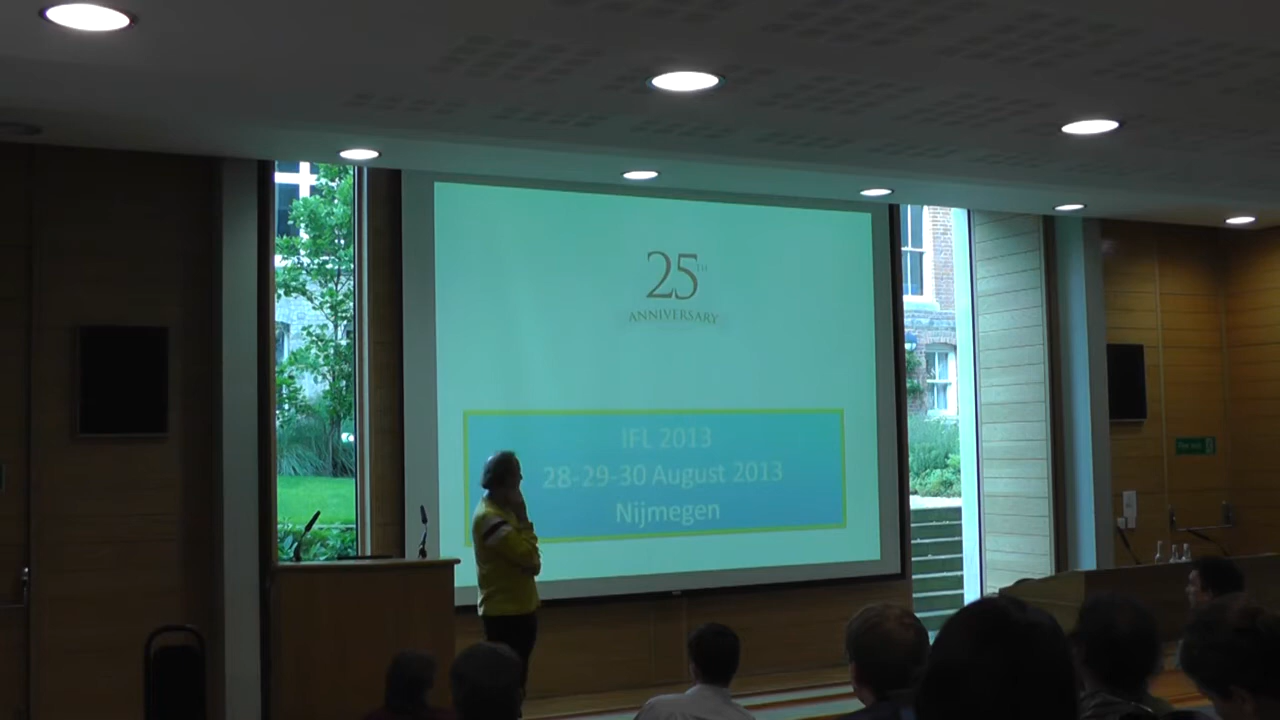 25TH
ANNIVERSARY
IFL 2013
28-29-30 August 2013
Nijmegen